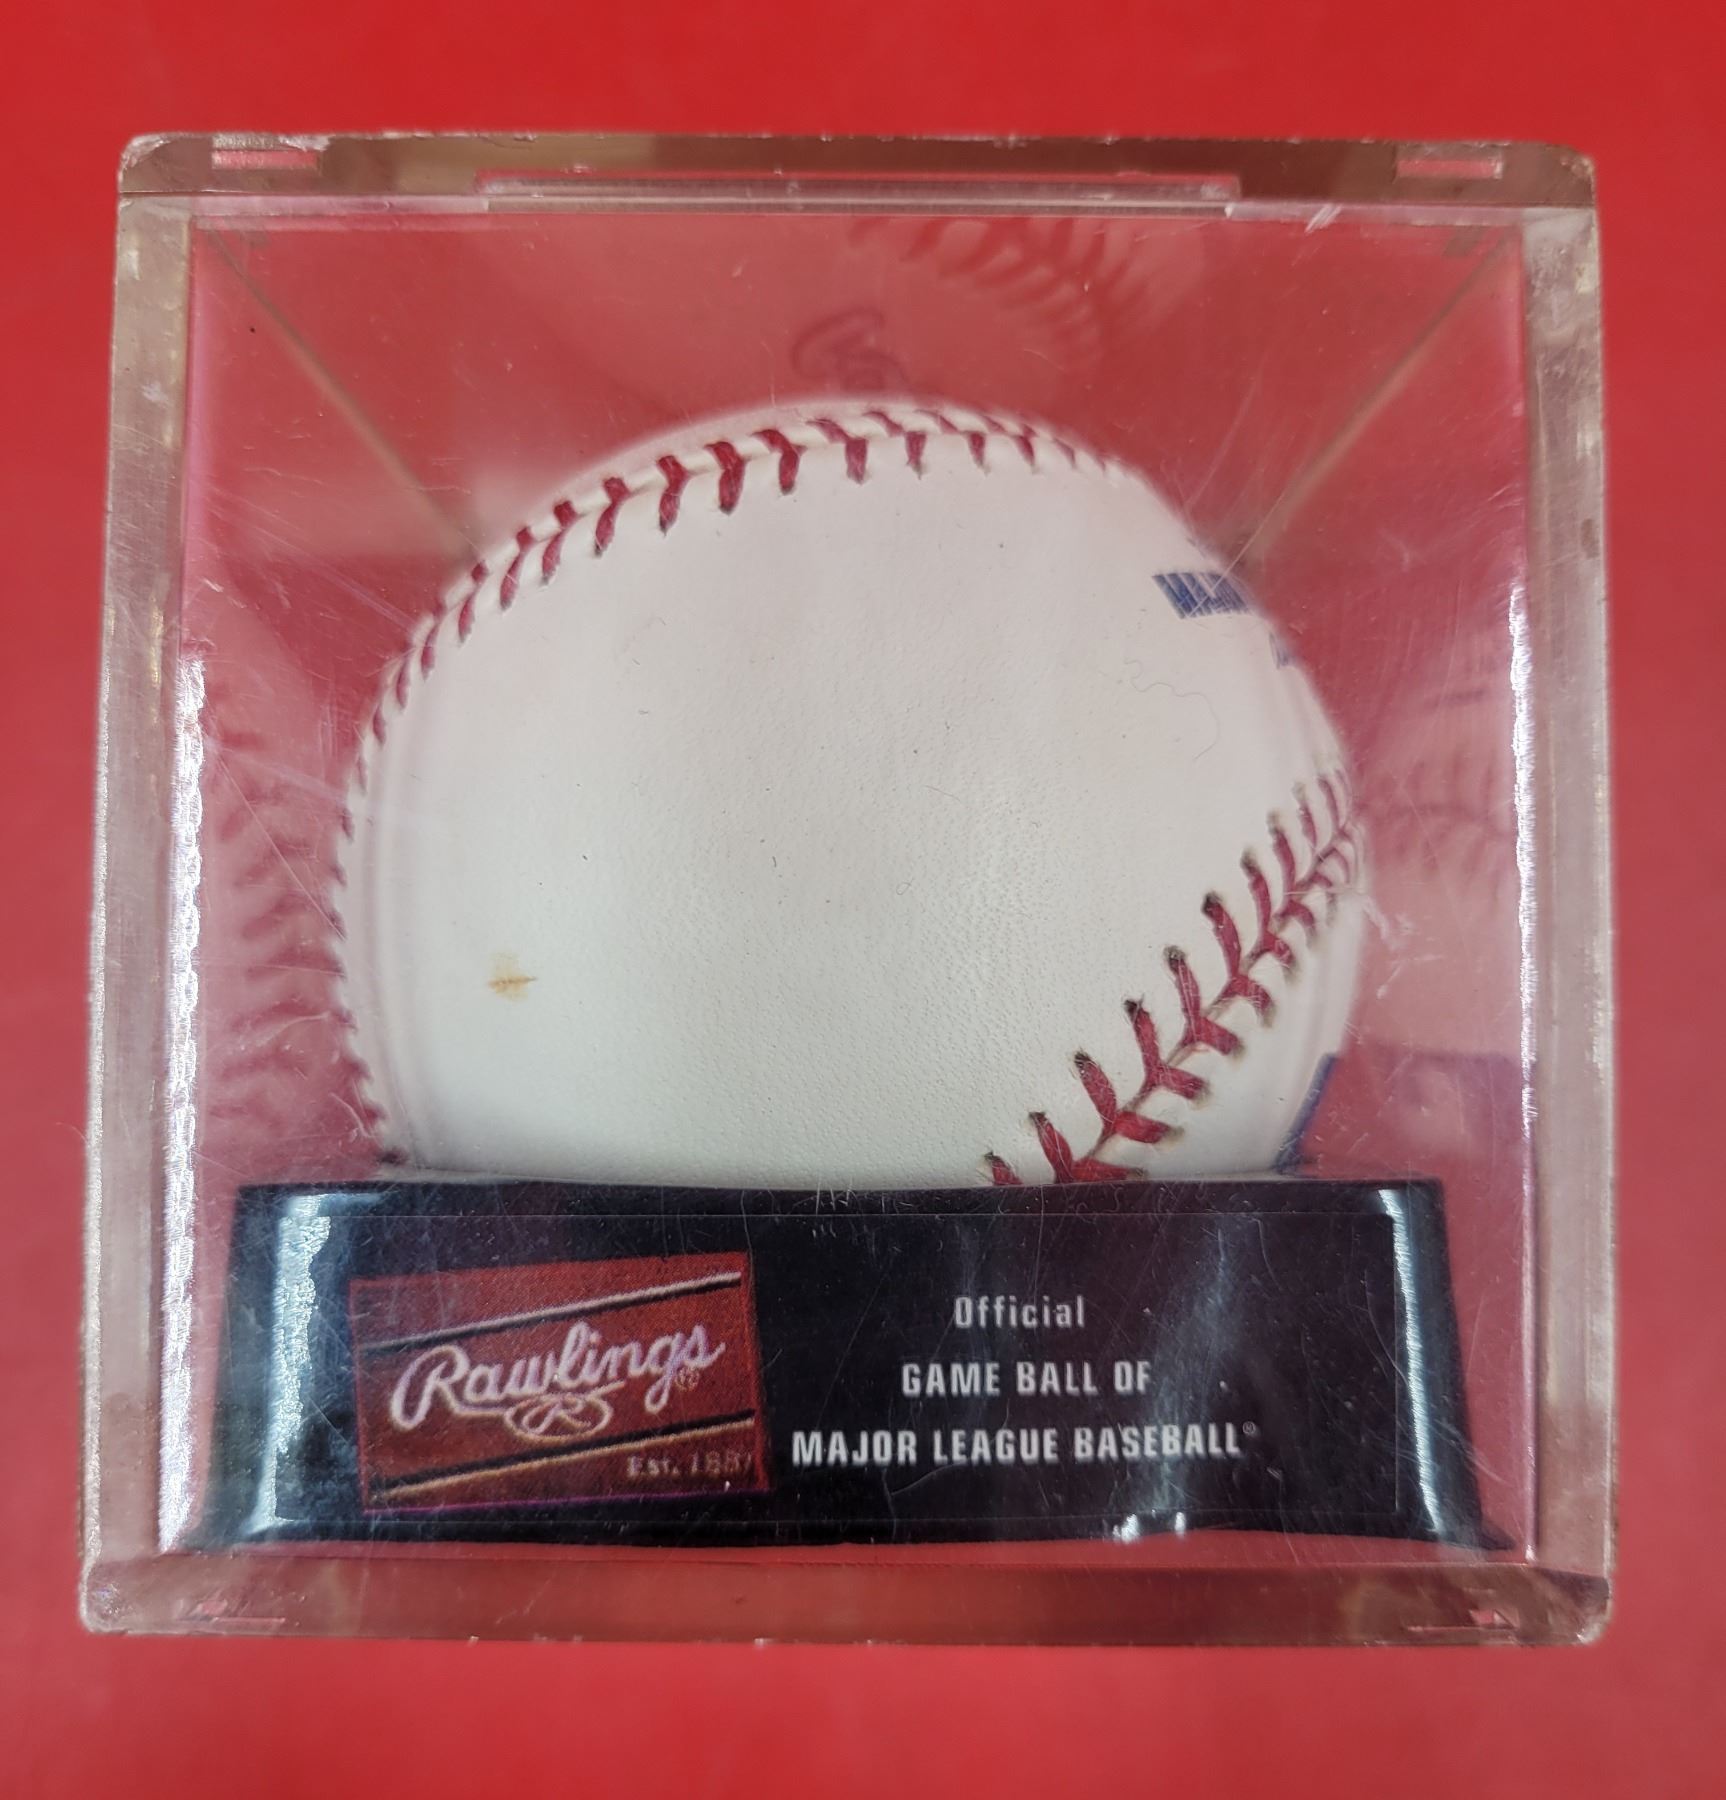 Rawlings®
R
Est. 1887
Official
GAME BALL OF
MAJOR LEAGUE BASEBALL®